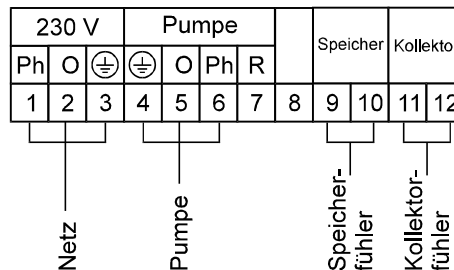 230 V Pumpe Speicher Kollekto
Ph O ⏚ ⏚ O Ph R
1 2 3 4 5 6 7 8 9 10 11 12
Netz
Pumpe
Speicher-
fühler
Kollektor-
fühler